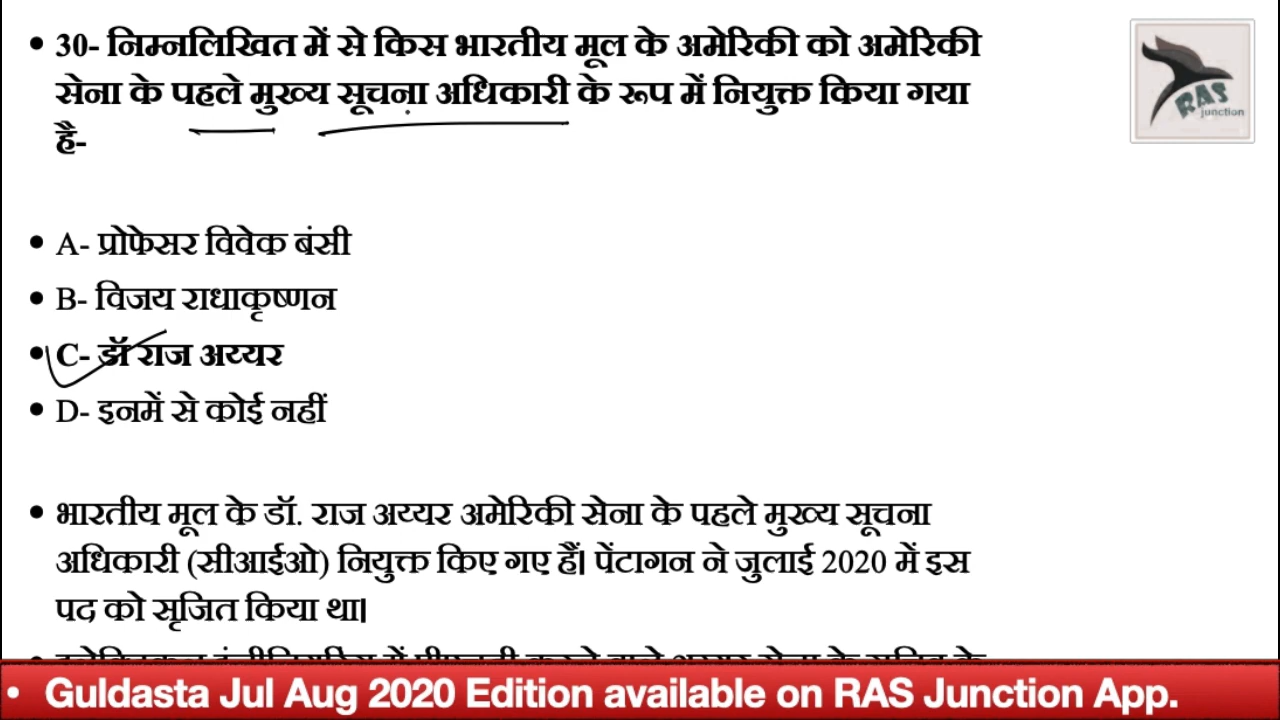 • 30- निम्नलिखित में से किस भारतीय मूल के अमेरिकी को अमेरिकी
सेना के पहले मुख्य सूचना अधिकारी के रूप में नियुक्त किया गया
है-
RAS
junction
• A- प्रोफेसर विवेक बंसी
• B- विजय राधाकृष्णन
• C- डॉ राज अय्यर
• D- इनमें से कोई नहीं
• भारतीय मूल के डॉ. राज अय्यर अमेरिकी सेना के पहले मुख्य सूचना
अधिकारी (सीआईओ) नियुक्त किए गए हैं। पेंटागन ने जुलाई 2020 में इस
पद को सृजित किया था।
• Guldasta Jul Aug 2020 Edition available on RAS Junction App.